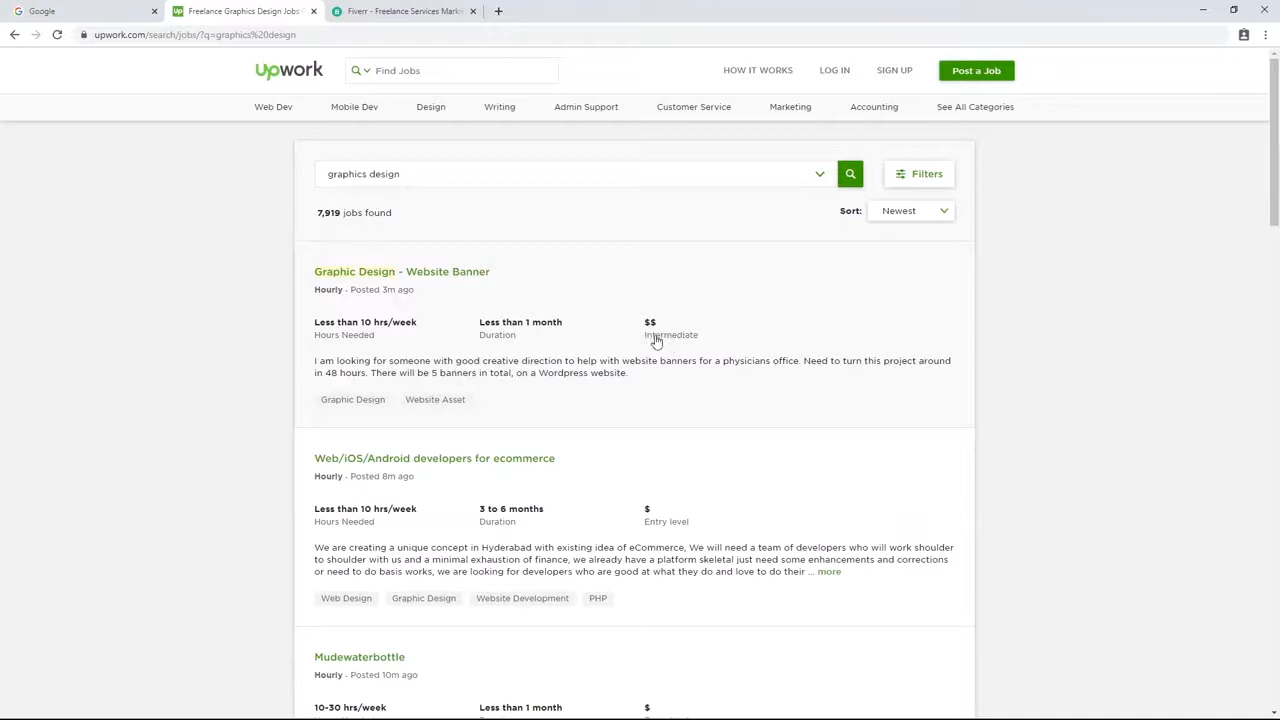 Google
Freelance Graphics Design Jobs
Fiverr - Freelance Services Mark
upwork.com/search/jobs/?q=graphics%20design
upwork
Find Jobs
HOW IT WORKS
LOG IN
SIGN UP
Post a Job
Web Dev
Mobile Dev
Design
Writing
Admin Support
Customer Service
Marketing
Accounting
See All Categories
graphics design
Filters
7,919 jobs found
Sort:
Newest
Graphic Design - Website Banner
Hourly - Posted 3m ago
Less than 10 hrs/week
Less than 1 month
$$
Hours Needed
Duration
Intermediate
I am looking for someone with good creative direction to help with website banners for a physicians office. Need to turn this project around
in 48 hours. There will be 5 banners in total, on a Wordpress website.
Graphic Design
Website Asset
Web/iOS/Android developers for ecommerce
Hourly - Posted 8m ago
Less than 10 hrs/week
3 to 6 months
$
Hours Needed
Duration
Entry level
We are creating a unique concept in Hyderabad with existing idea of eCommerce, We will need a team of developers who will work shoulder
to shoulder with us and a minimal exhaustion of finance, we already have a platform skeletal just need some enhancements and corrections
or need to do basis works, we are looking for developers who are good at what they do and love to do their ... more
Web Design
Graphic Design
Website Development
PHP
Mudewaterbottle
Hourly - Posted 10m ago
10-30 hrs/week
Less than 1 month
$